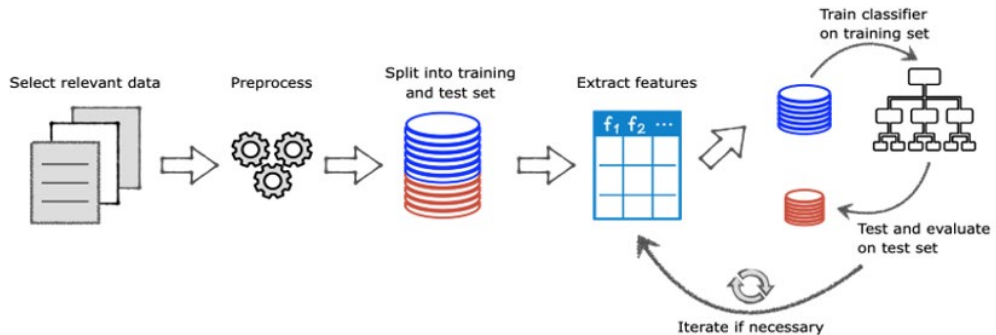 Select relevant data
Preprocess
Split into training
and test set
Extract features
f₁ f₂ ...
Train classifier
on training set
Test and evaluate
on test set
Iterate if necessary